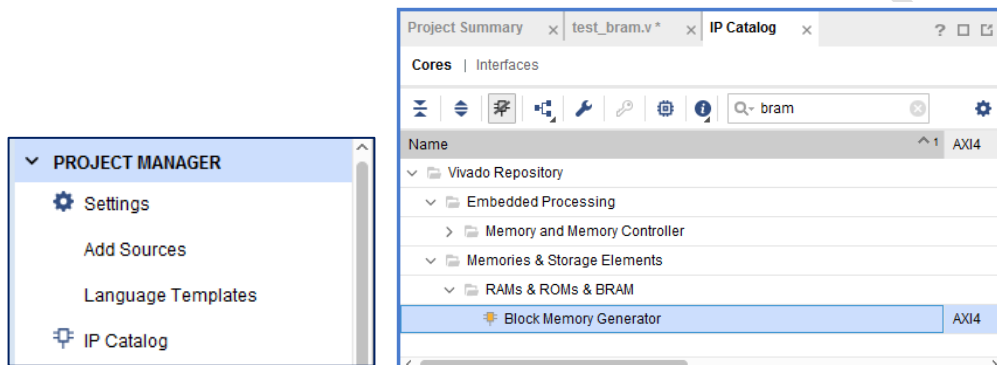 PROJECT MANAGER
Settings
Add Sources
Language Templates
IP Catalog
Project Summary × test_bram.v * × IP Catalog × ?
Cores | Interfaces
bram
Name 1 AXI4
Vivado Repository
Embedded Processing
Memory and Memory Controller
Memories & Storage Elements
RAMs & ROMs & BRAM
Block Memory Generator AXI4